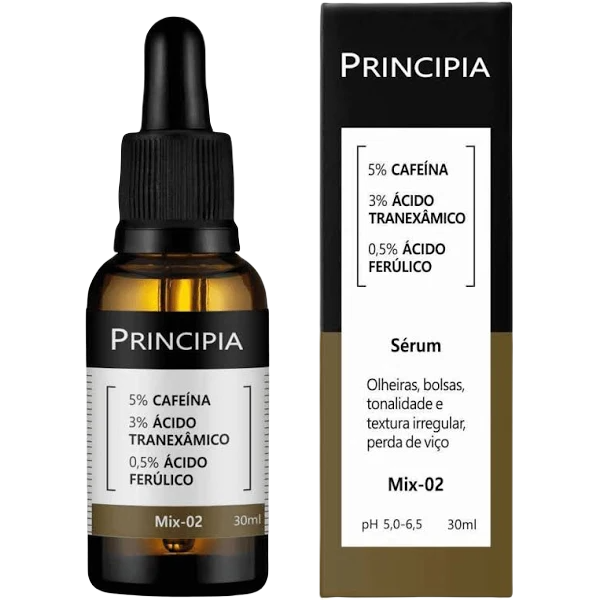 PRINCIPIA
5% CAFEÍNA
3% ÁCIDO
TRANEXÂMICO
0,5% ÁCIDO
FERÚLICO
Mix-02 30ml
PRINCIPIA
5% CAFEÍNA
3% ÁCIDO
TRANEXÂMICO
0,5% ÁCIDO
FERÚLICO
Sérum
Olheiras, bolsas,
tonalidade e
textura irregular,
perda de viço
Mix-02
pH 5,0-6,5 30ml